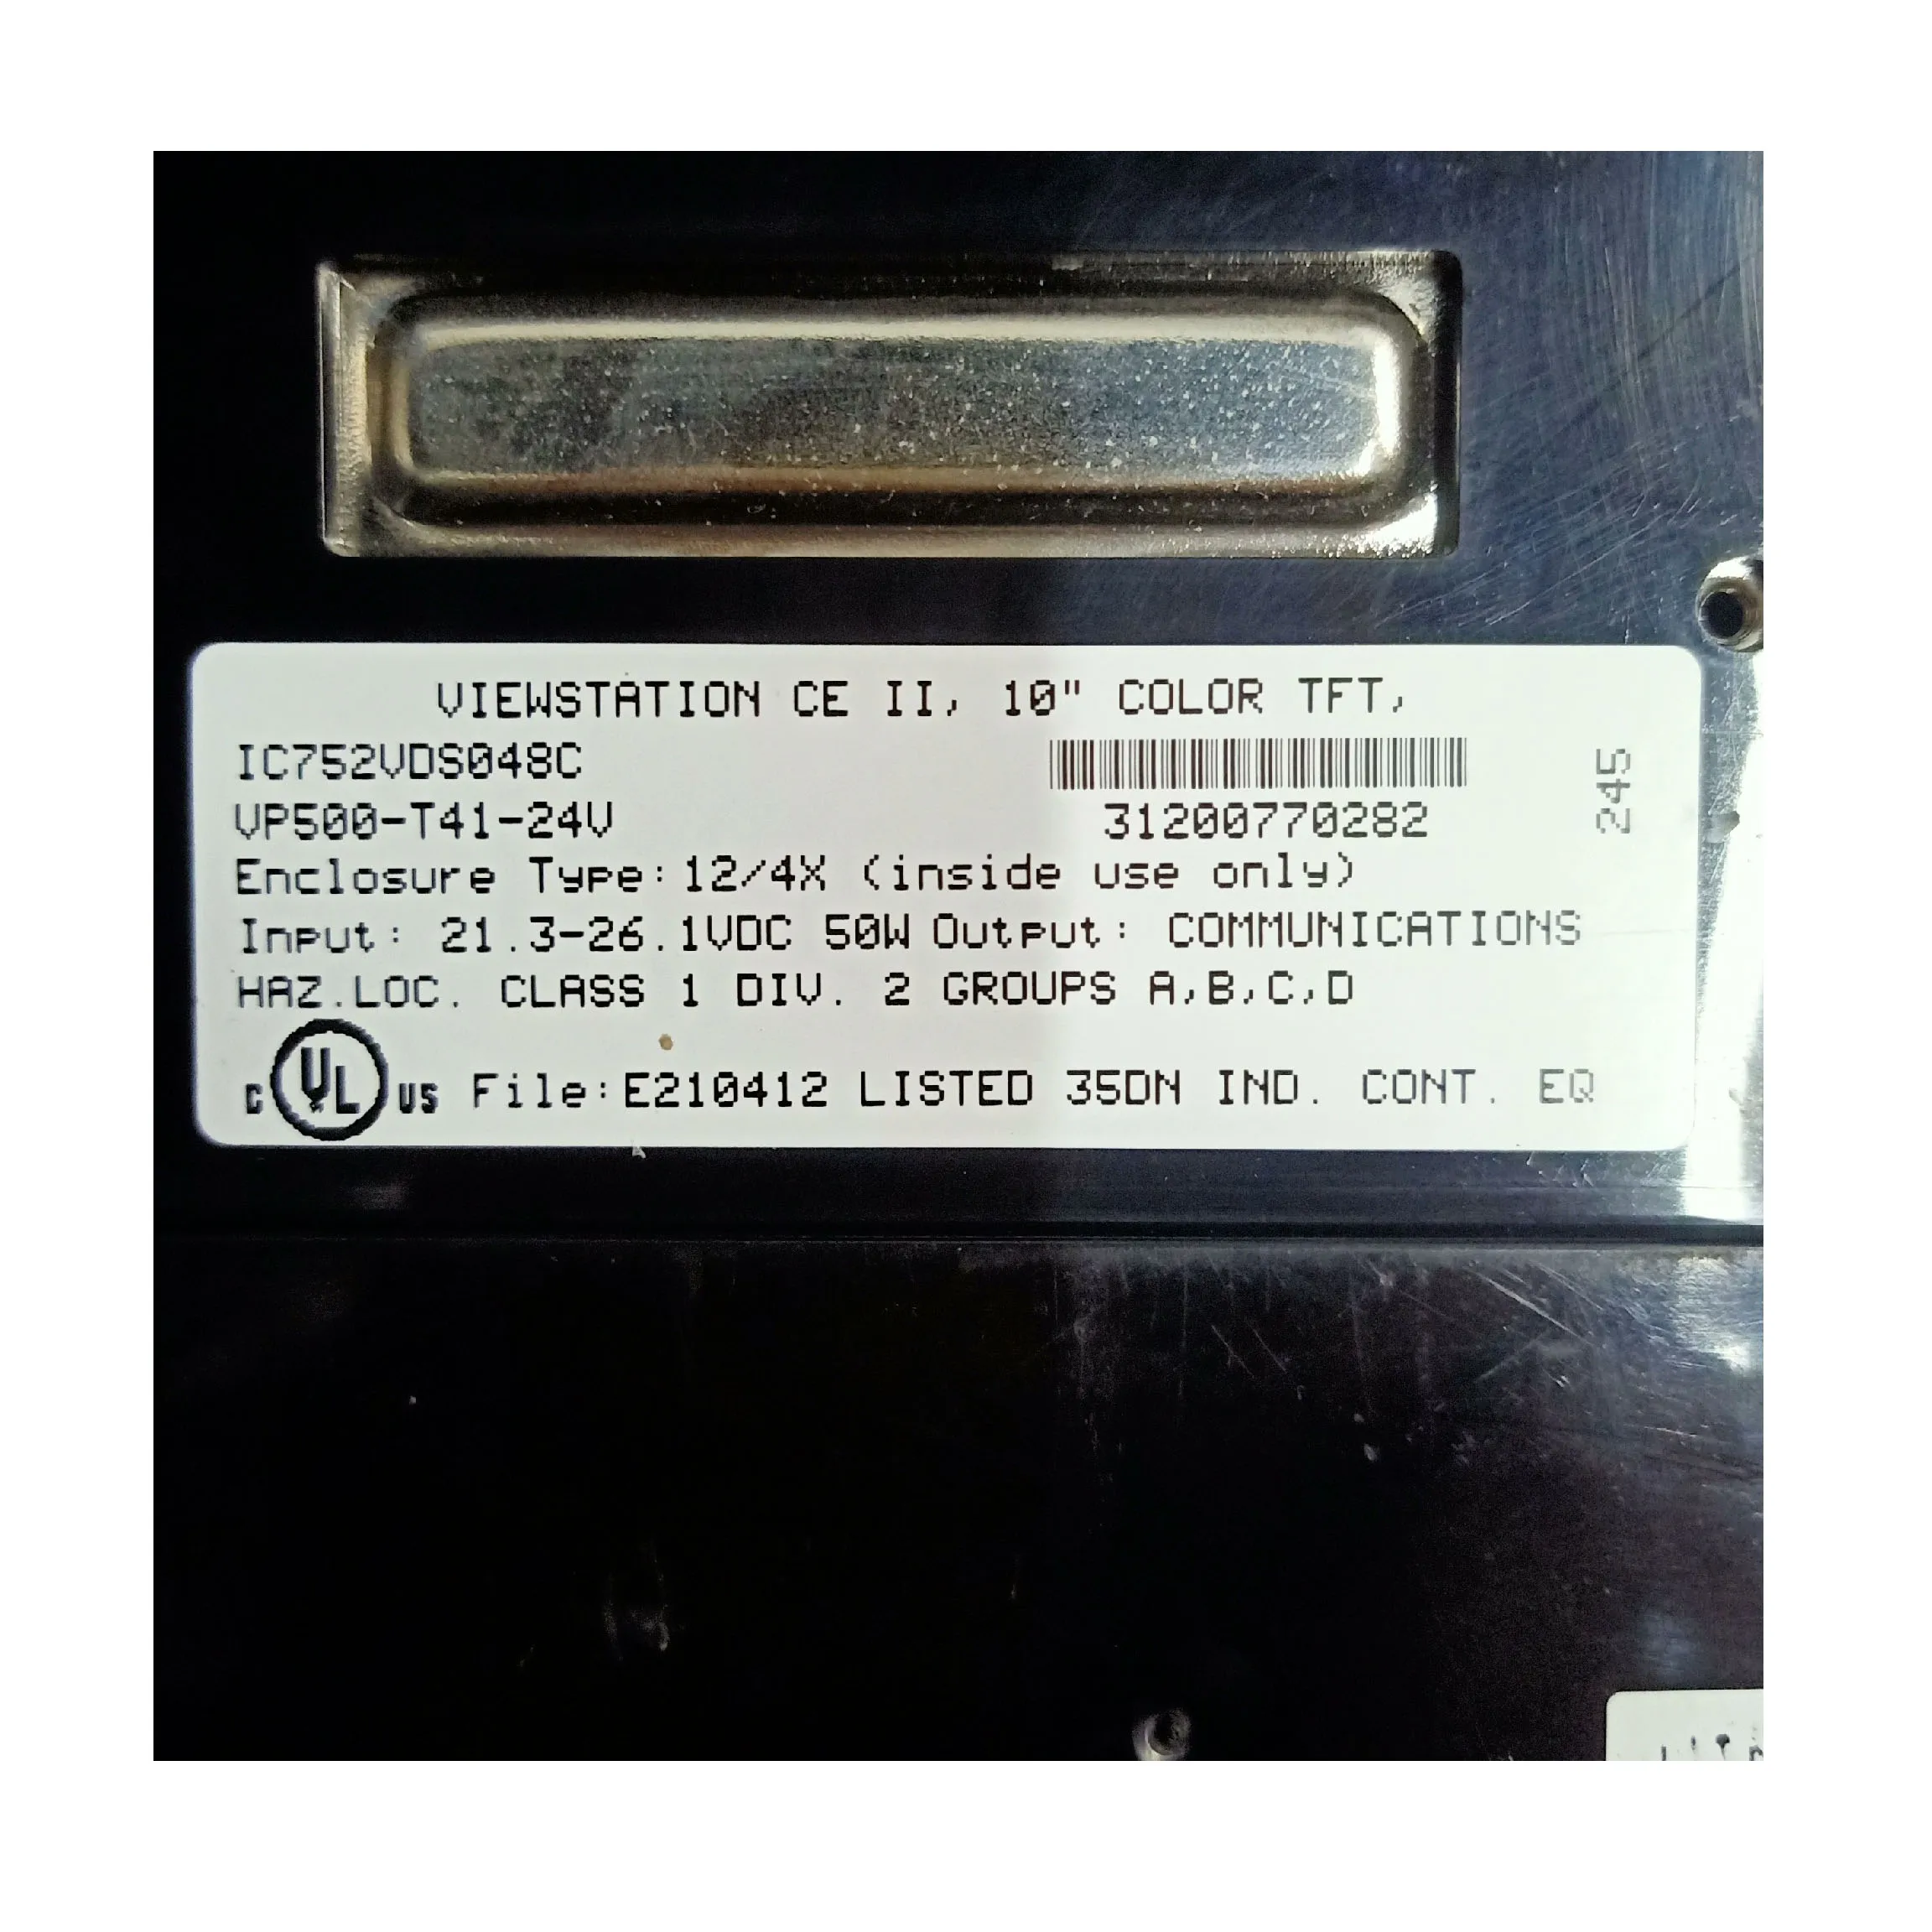 VIEWSTATION CE II, 10" COLOR TFT,
IC752VDS048C
VP500-T41-24V
31200770282
245
Enclosure Type: 12/4X (inside use only)
Input: 21.3-26.1VDC 50W Output: COMMUNICATIONS
HAZ.LOC. CLASS 1 DIV. 2 GROUPS A,B,C,D
C UL US File:E210412 LISTED 35DN IND. CONT. EQ